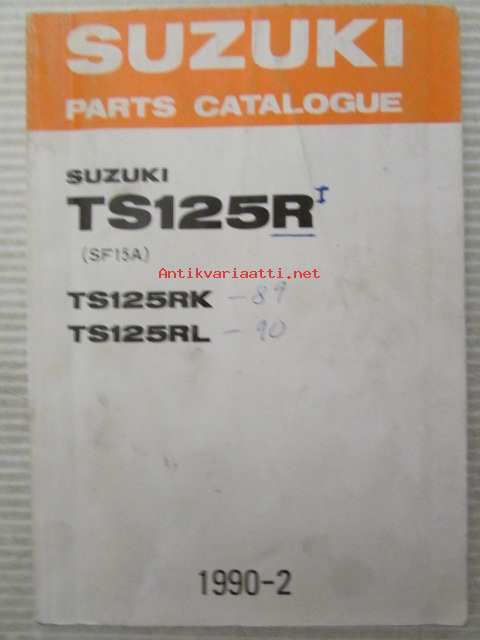 SUZUKI
PARTS CATALOGUE
SUZUKI
TS125R I
(SF15A)
Antikvariaatti.net
TS125RK -89
TS125RL -90
1990-2